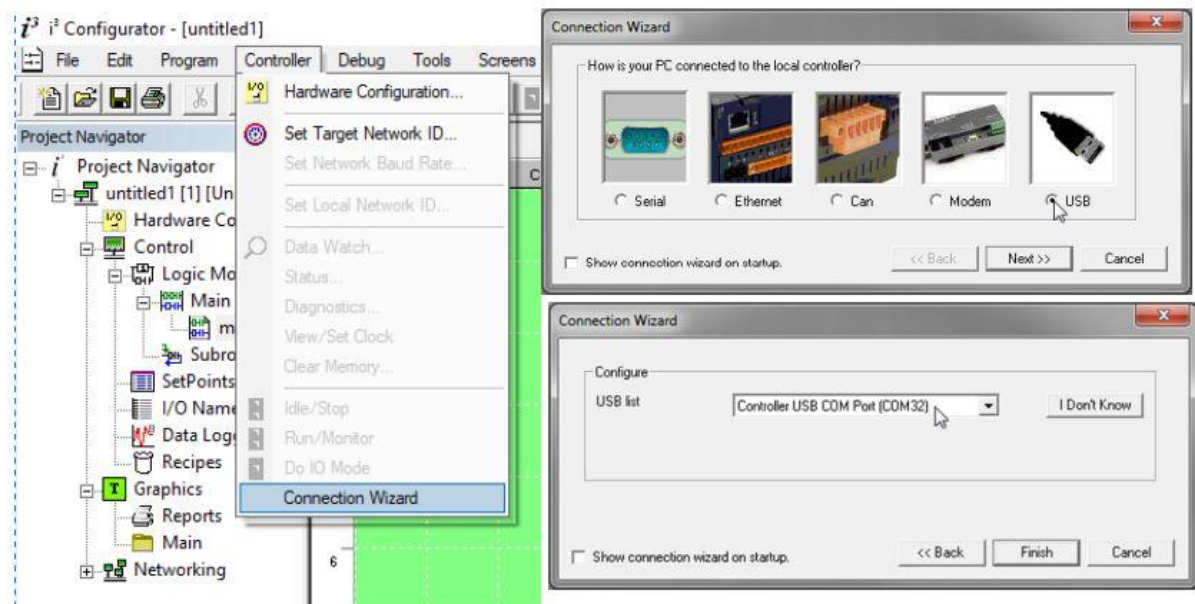 i³ i³ Configurator - [untitled1]
File Edit Program Controller Debug Tools Screens
Project Navigator
Project Navigator
untitled1 [1] [Un
Hardware Co
Control
Logic Mo
Main
m
Subro
SetPoints
I/O Name
Data Log
Recipes
T Graphics
Reports
Main
Networking
I/O Hardware Configuration...
Set Target Network ID...
Set Network Baud Rate...
Set Local Network ID...
Data Watch...
Status...
Diagnostics...
View/Set Clock
Clear Memory...
Idle/Stop
Run/Monitor
Do IO Mode
Connection Wizard
C
6
Connection Wizard
How is your PC connected to the local controller?
Serial Ethernet Can Modem USB
Show connection wizard on startup.
<< Back Next >> Cancel
Connection Wizard
Configure
USB list Controller USB COM Port (COM32) I Don't Know
Show connection wizard on startup.
<< Back Finish Cancel